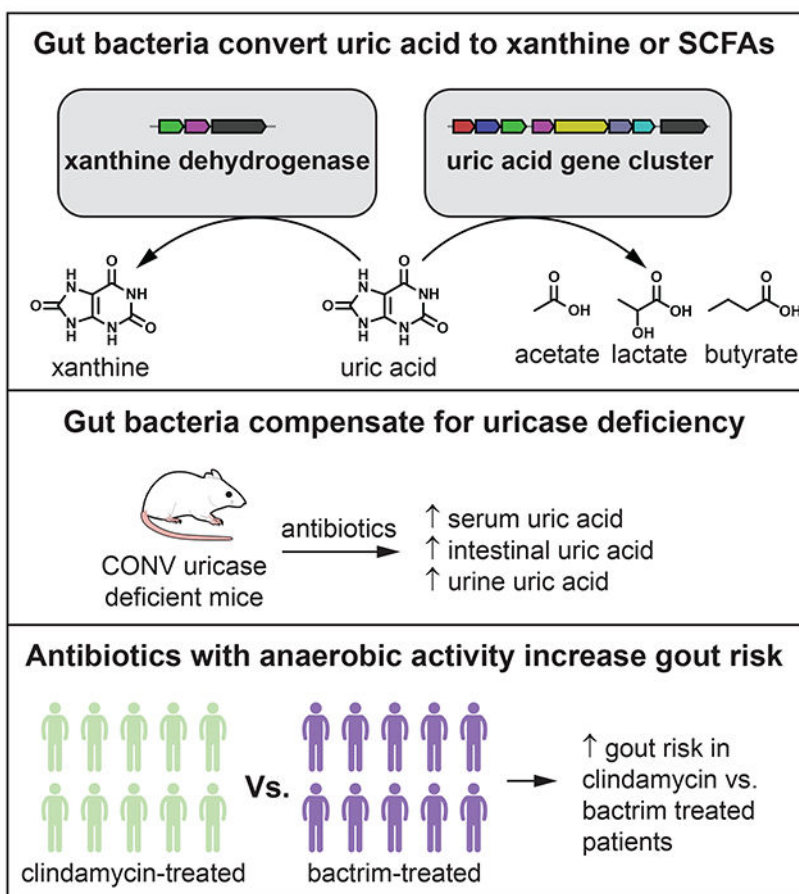 Gut bacteria convert uric acid to xanthine or SCFAs
xanthine dehydrogenase
uric acid gene cluster
H
N
O
O
N
H
NH
N
H
O
xanthine
H
N
O
O
N
H
NH
N
H
O
uric acid
O
OH
acetate
O
OH
OH
lactate
O
OH
butyrate
Gut bacteria compensate for uricase deficiency
CONV uricase
deficient mice
antibiotics
↑ serum uric acid
↑ intestinal uric acid
↑ urine uric acid
Antibiotics with anaerobic activity increase gout risk
clindamycin-treated
Vs.
bactrim-treated
↑ gout risk in
clindamycin vs.
bactrim treated
patients